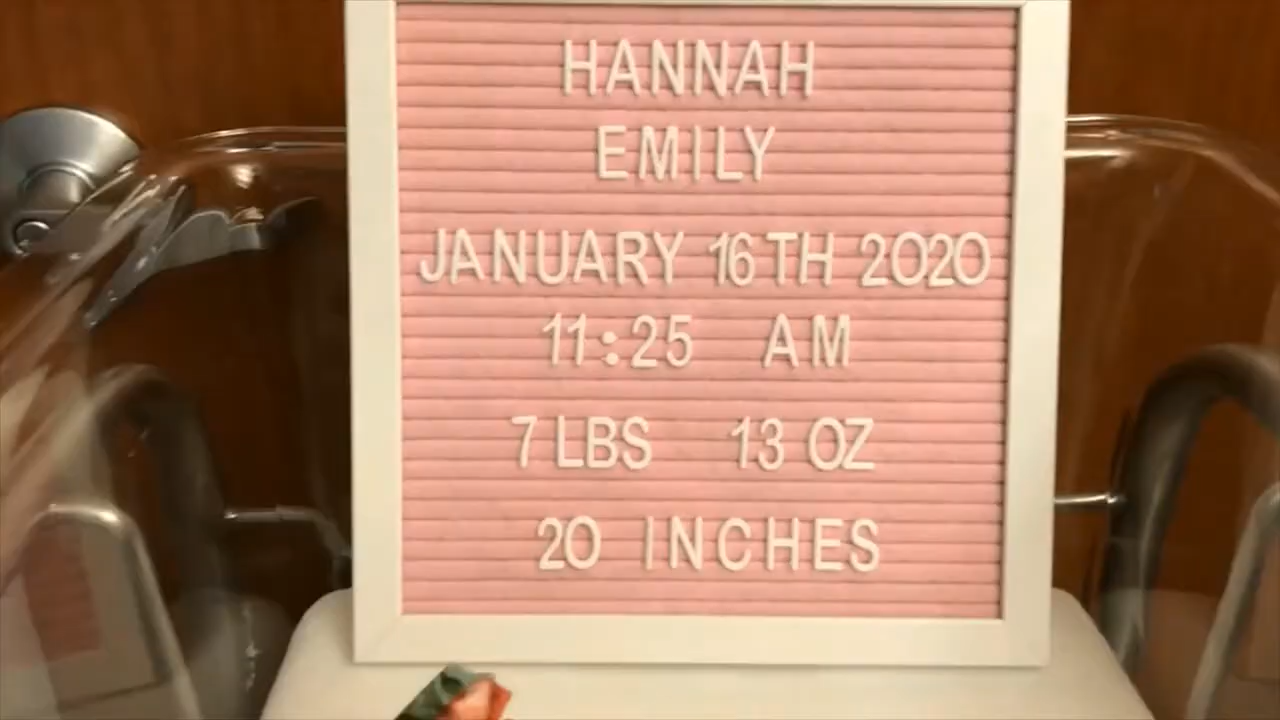 HANNAH
EMILY
JANUARY 16TH 2020
11:25 AM
7 LBS 13 OZ
20 INCHES